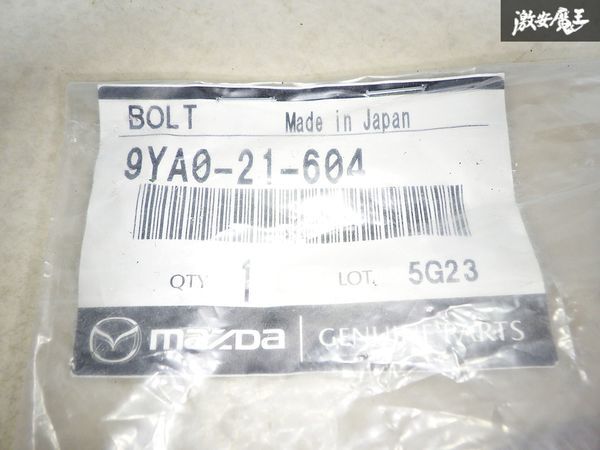 激安魔王
BOLT Made in Japan
9YA0-21-604
QTY 1 LOT. 5G23
mazda GENUINE PARTS